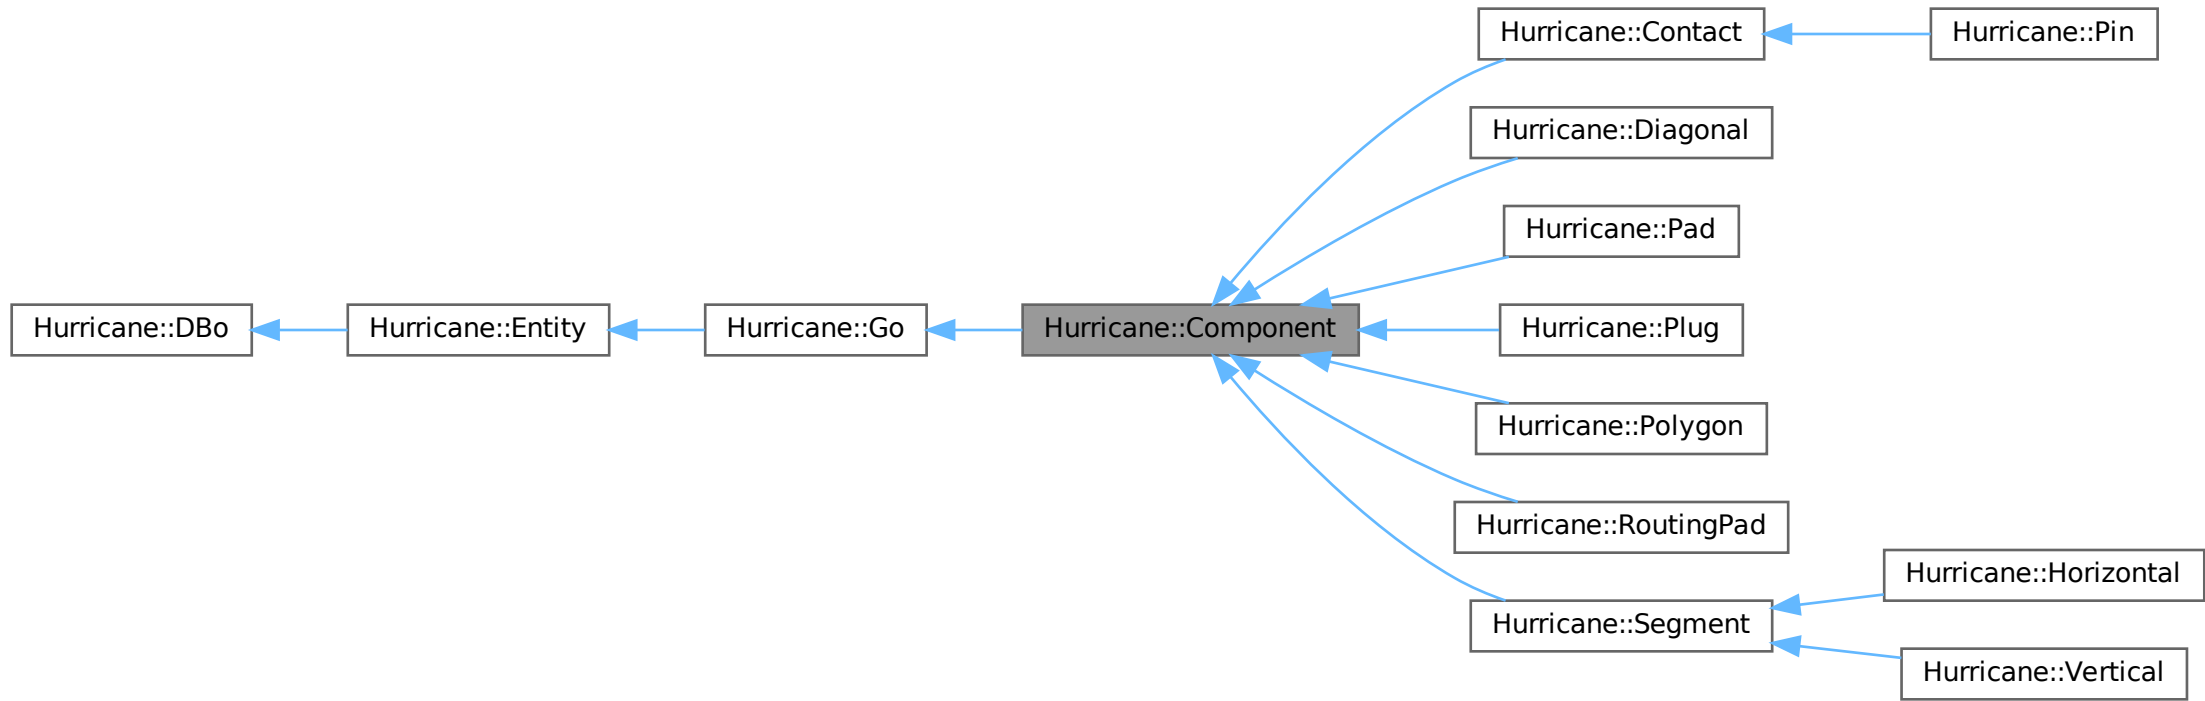 Hurricane::Contact
Hurricane::Pin
Hurricane::Diagonal
Hurricane::Pad
Hurricane::DBo
Hurricane::Entity
Hurricane::Go
Hurricane::Component
Hurricane::Plug
Hurricane::Polygon
Hurricane::RoutingPad
Hurricane::Horizontal
Hurricane::Segment
Hurricane::Vertical